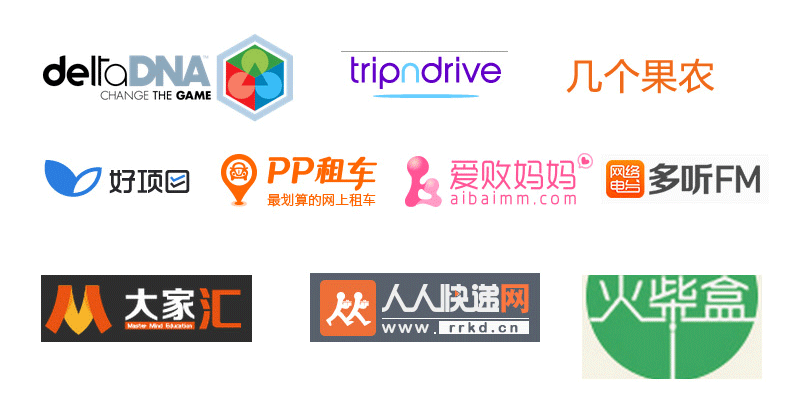 deltaDNA™
CHANGE THE GAME
tripndrive
几个果农
好项目
PP租车
最划算的网上租车
爱败妈妈
aibaimm.com
网络电台
多听FM
大家汇
Master Mind Education
人人快递网
www.rrkd.cn
火柴盒